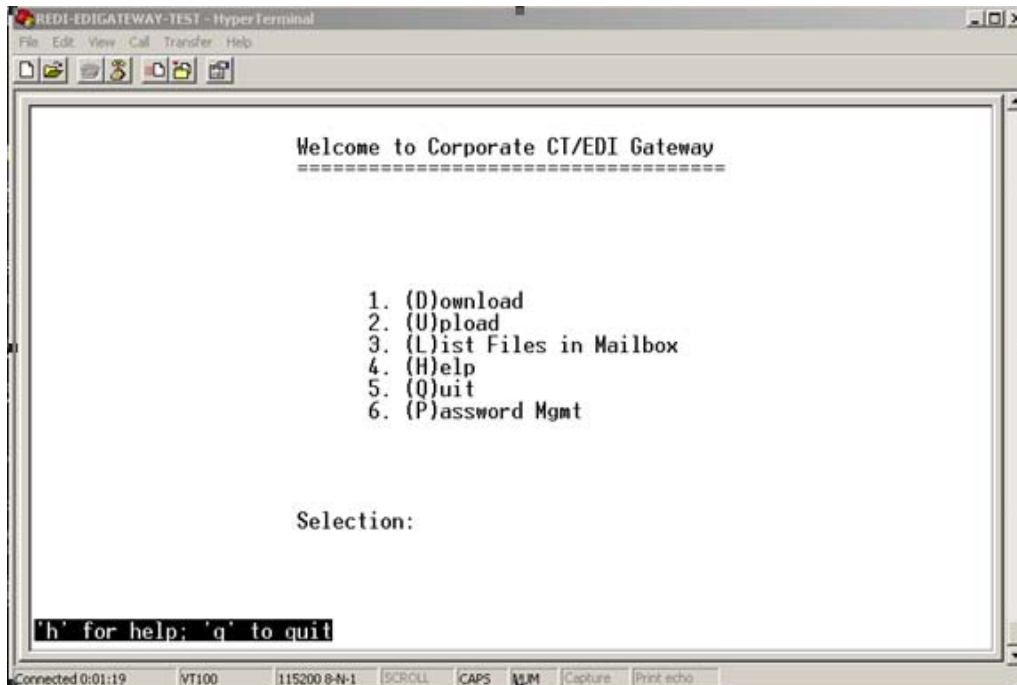 REDI-EDIGATEWAY-TEST - HyperTerminal
File Edit View Call Transfer Help
Welcome to Corporate CT/EDI Gateway
====================================
1. (D)ownload
2. (U)pload
3. (L)ist Files in Mailbox
4. (H)elp
5. (Q)uit
6. (P)assword Mgmt
Selection:
'h' for help; 'q' to quit
Connected 0:01:19 VT100 115200 8-N-1 SCROLL CAPS NUM Capture Print echo